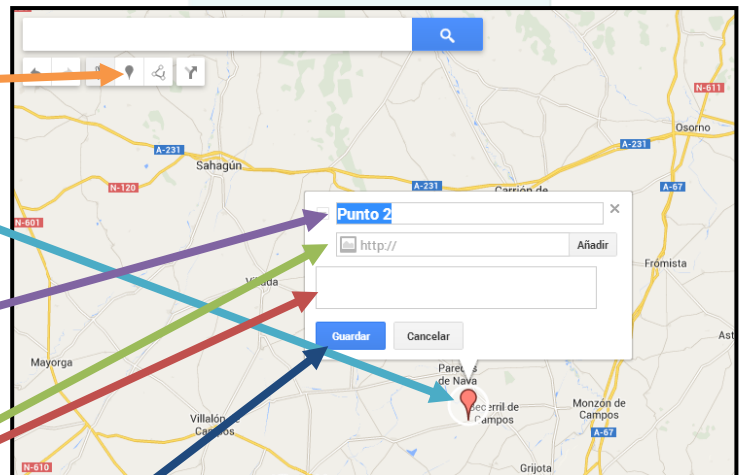 N-611
Osorno
A-231
A-231
Sahagún
N-120
A-231
Carrión de
A-67
N-601
Punto 2
http://
Añadir
Frómista
Guardar
Cancelar
Ast
Mayorga
Paredes
de Nava
Villalón de
Campos
Becerril de
Campos
Monzón de
Campos
A-67
N-610
Grijota